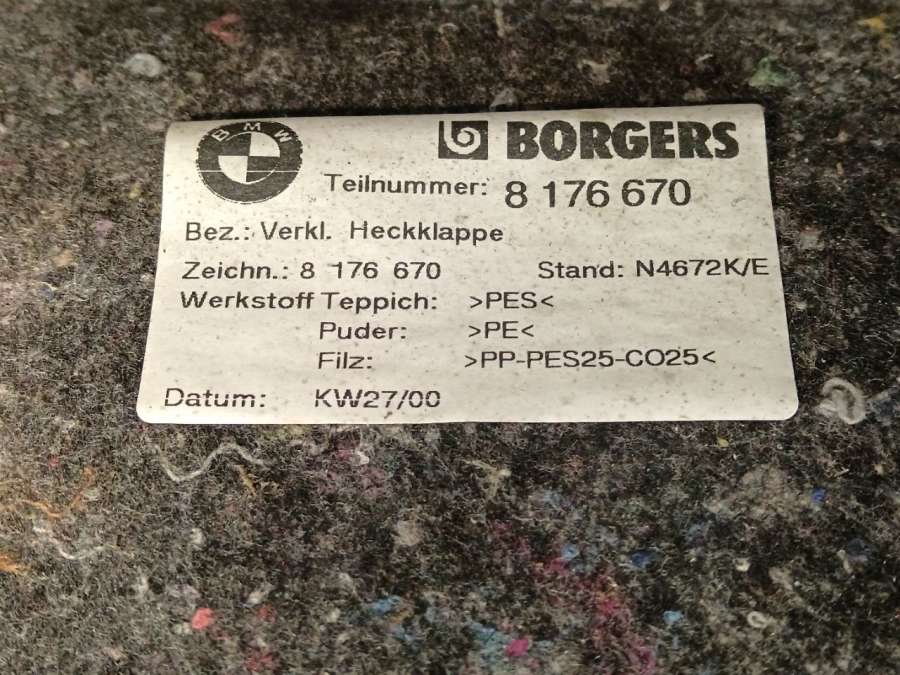 BMW
BORGERS
Teilnummer: 8 176 670
Bez.: Verkl. Heckklappe
Zeichn.: 8 176 670 Stand: N4672K/E
Werkstoff Teppich: >PES<
Puder: >PE<
Filz: >PP-PES25-CO25<
Datum: KW27/00